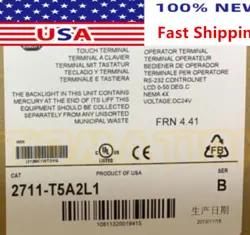 100% NEW
USA
Fast Shipping
TOUCH TERMINAL
TERMINAL A CLAVIER
TERMINAL MIT TASTATUR
TECLADO Y TERMINALE
TERMINALE E TASTIERA
OPERATOR TERMINAL
TERMINAL OPERATEUR
BEDIENER-TERMINAL
TERMINAL DE OPERADOR
TERMINALE PER OPERATORE
RS-232 CONTROLNET
LCD 0-50 DEG.C
NEMA 4X
VOLTAGE:DC24V
THE BACKLIGHT IN THIS UNIT CONTAINS
MERCURY AT END OF ITS LIFE THIS
EQUIPMENT SHOULD BE COLLECTED
SEPARATELY FROM ANY UNSORTED
MUNICIPAL WASTE
FRN 4.41
CAT
PRODUCT OF USA
SER
2711-T5A2L1
B
生产日期